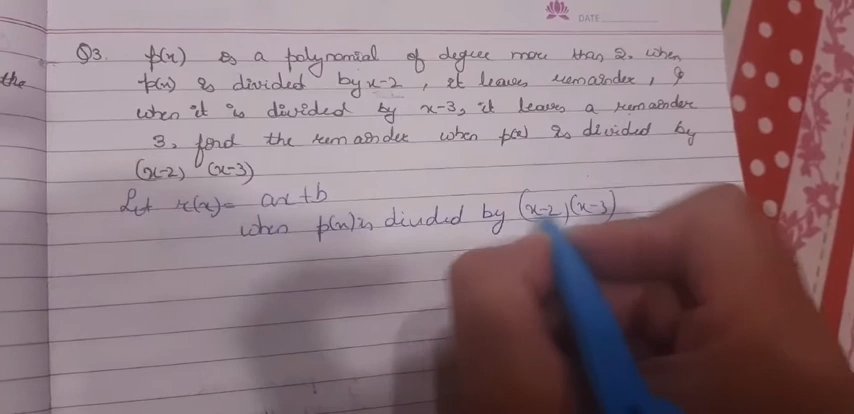 DATE
the
Q3. p(x) is a polynomial of degree more than 2. when
p(x) is divided by x-2, it leaves remainder, &
when it is divided by x-3, it leaves a remainder
3, find the remainder when p(x) is divided by
(x-2) (x-3)
Let r(x) = ax+b
when p(x) is divided by (x-2)(x-3)